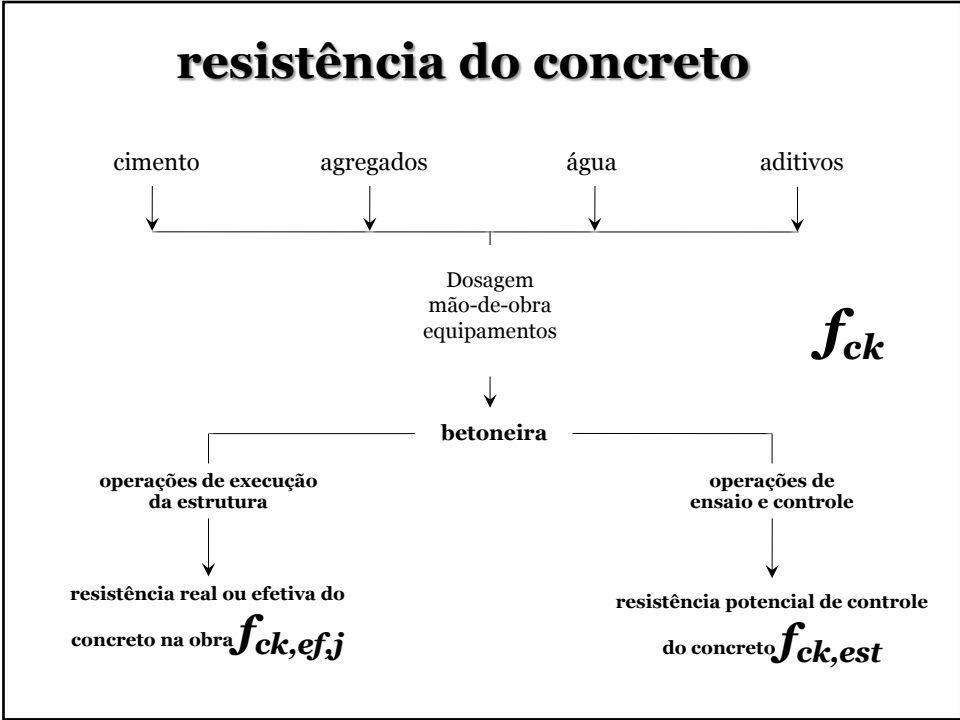 resistência do concreto
cimento agregados água aditivos
Dosagem
mão-de-obra
equipamentos
fck
betoneira
operações de execução
da estrutura
operações de
ensaio e controle
resistência real ou efetiva do
concreto na obra fck,ef,j
resistência potencial de controle
do concreto fck,est